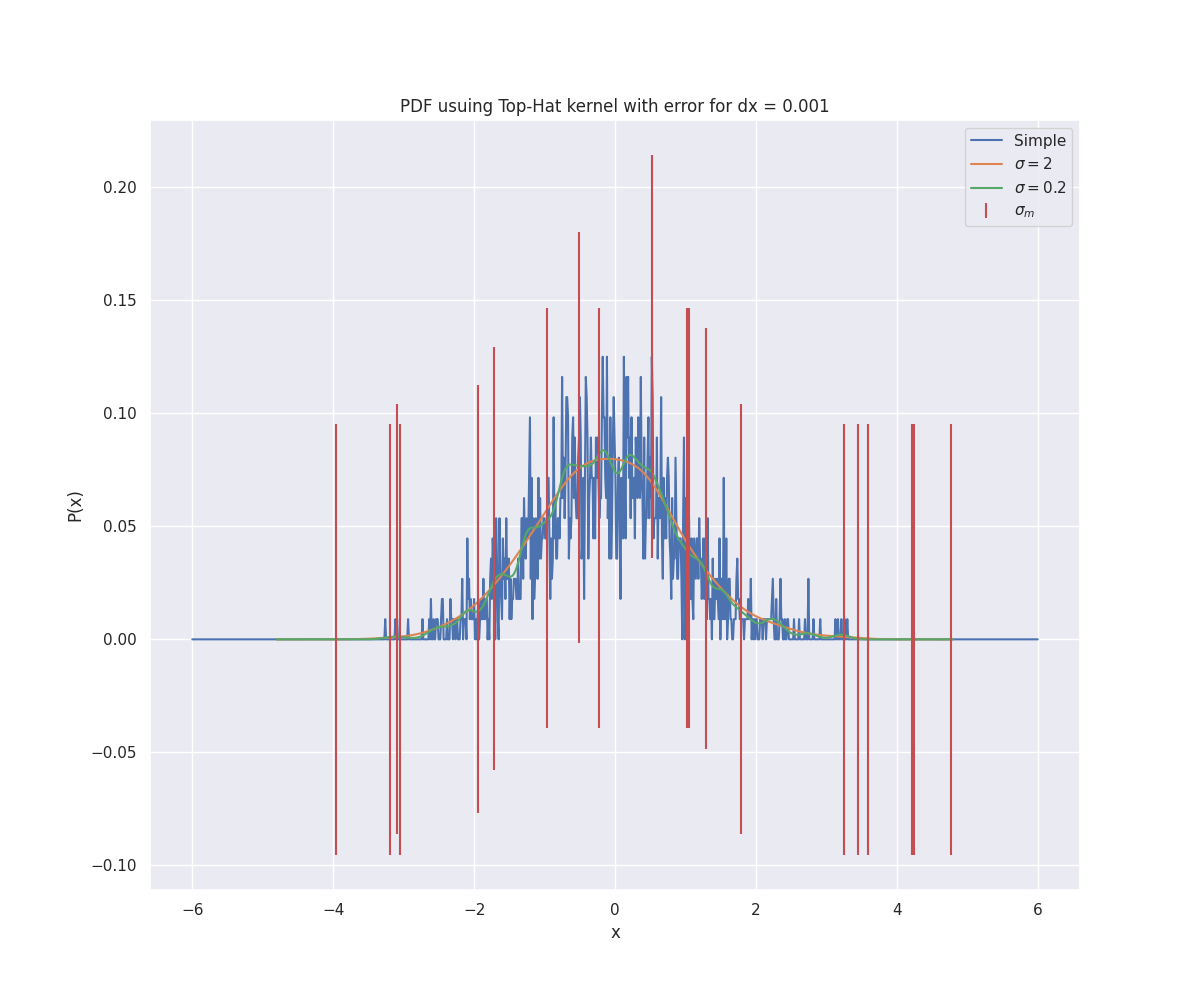 PDF usuing Top-Hat kernel with error for dx = 0.001
Simple
σ = 2
σ = 0.2
σₘ
0.20
0.15
0.10
0.05
0.00
−0.05
−0.10
P(x)
−6 −4 −2 0 2 4 6
x